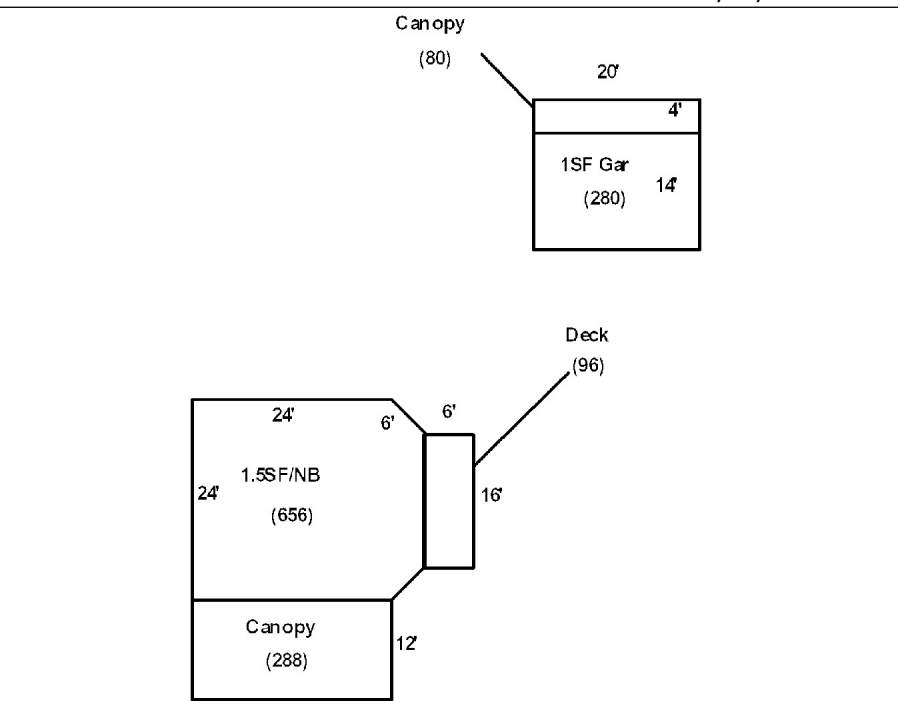 Canopy
(80)
20'
4'
1SF Gar
14'
(280)
Deck
(96)
24'
6'
6'
1.5SF/NB
24'
16'
(656)
Canopy
12'
(288)